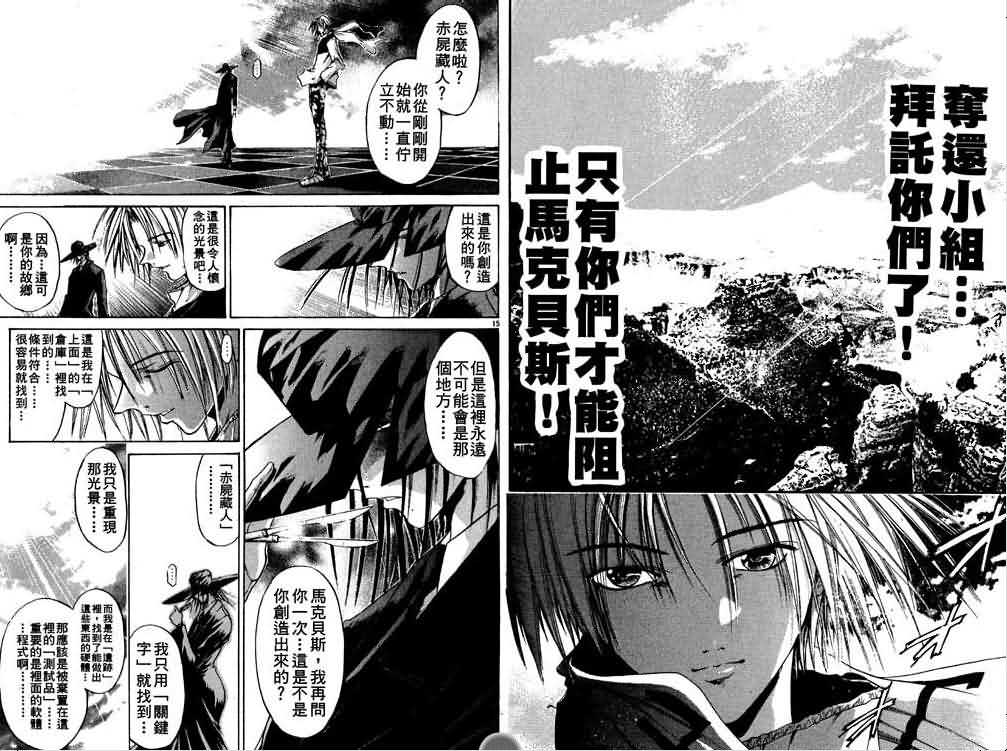 奪還小組…
拜託你們了！
只有你們才能阻
止馬克貝斯！
怎麼啦？
赤屍藏人？
你從剛剛開
始就一直佇
立不動……
…
這是你創造
出來的嗎？
這是很令人懷
念的光景吧…
因為…這可
是你的故鄉
啊………
15
但是這裡永遠
不可能會是那
個地方……
…
這是我在「
上面」的「
倉庫」裡找
到的……
條件符合…
很容易就找到…
馬克貝斯，我再問
你一次…這是不是
你創造出來的？
「赤屍藏人」
…………
…
我只是重現
那光景……
我只用「關鍵
字」就找到…
而我是在「遺跡」
裡，找到了能做出
這些東西的硬體…
那應該是被棄置在這
裡的「測試品」……
重要的是裡面的軟體
…程式啊………